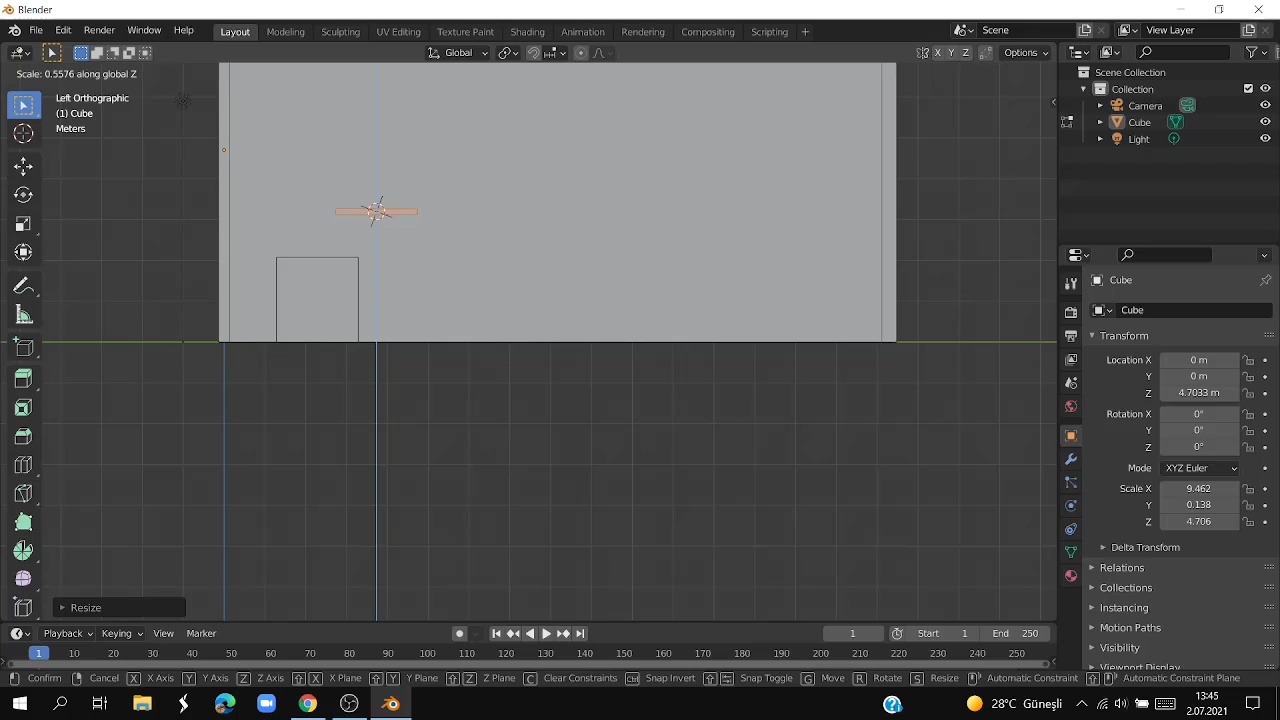 Blender
File Edit Render Window Help Layout Modeling Sculpting UV Editing Texture Paint Shading Animation Rendering Compositing Scripting + Scene View Layer
Global X Y Z Options
Scale: 0.5576 along global Z
Left Orthographic
(1) Cube
Meters
Scene Collection
Collection
Camera
Cube
Light
Cube
Cube
Transform
Location X 0 m
Y 0 m
Z 4.7033 m
Rotation X 0°
Y 0°
Z 0°
Mode XYZ Euler
Scale X 9.462
Y 0.138
Z 4.706
Delta Transform
Relations
Collections
Instancing
Motion Paths
Visibility
Viewport Display
Resize
Playback Keying View Marker 1 Start 1 End 250
1 10 20 30 40 50 60 70 80 90 100 110 120 130 140 150 160 170 180 190 200 210 220 230 240 250
Confirm Cancel X X Axis Y Y Axis Z Z Axis X X Plane Y Y Plane Z Z Plane C Clear Constraints Ctrl Snap Invert Snap Toggle G Move R Rotate S Resize Automatic Constraint Automatic Constraint Plane
28°C Güneşli
13:45
2.07.2021